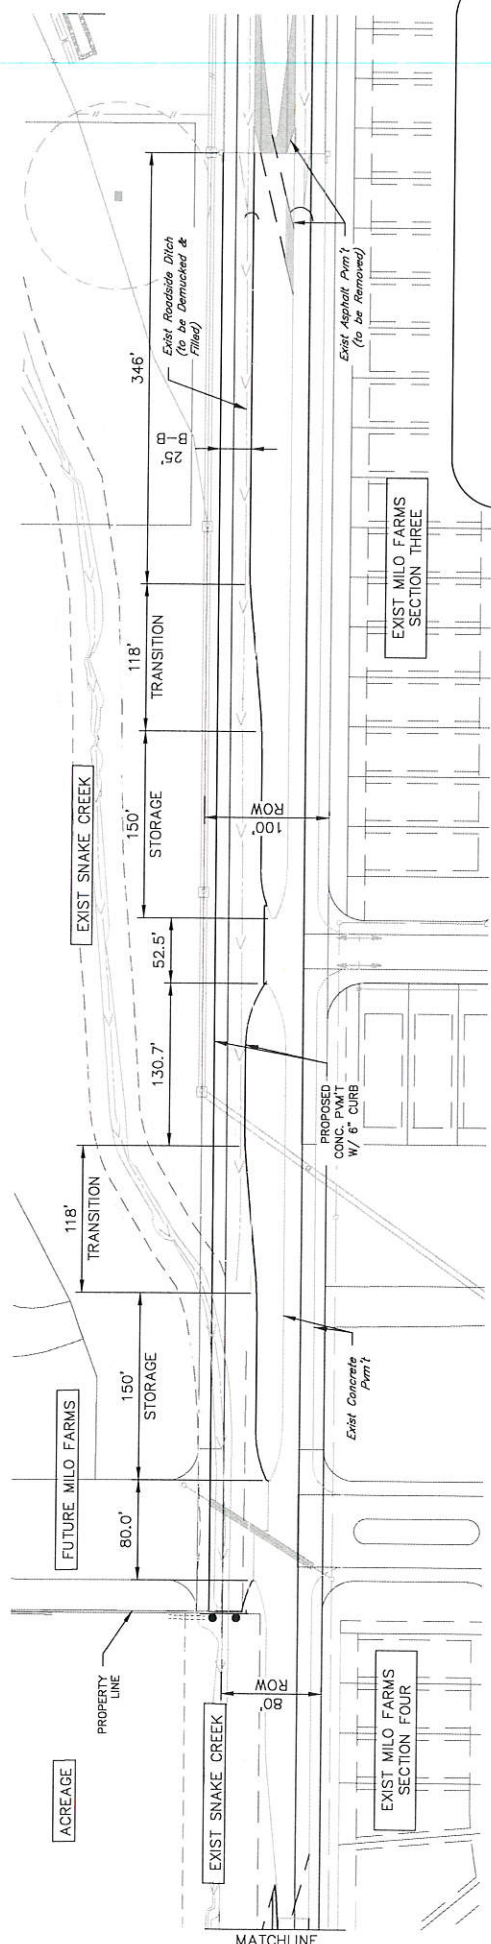 346'
Exist Roadside Ditch
(to be Demucked &
Filled)
25'
B-B
Exist Asphalt Pvm't
(to be Removed)
118'
TRANSITION
EXIST MILO FARMS
SECTION THREE
EXIST SNAKE CREEK
150'
STORAGE
100'
ROW
52.5'
130.7'
PROPOSED
CONC. PVM'T
W/ 6" CURB
118'
TRANSITION
150'
STORAGE
Exist Concrete
Pvm't
FUTURE MILO FARMS
80.0'
PROPERTY
LINE
80'
ROW
ACREAGE
EXIST SNAKE CREEK
EXIST MILO FARMS
SECTION FOUR
MATCHLINE